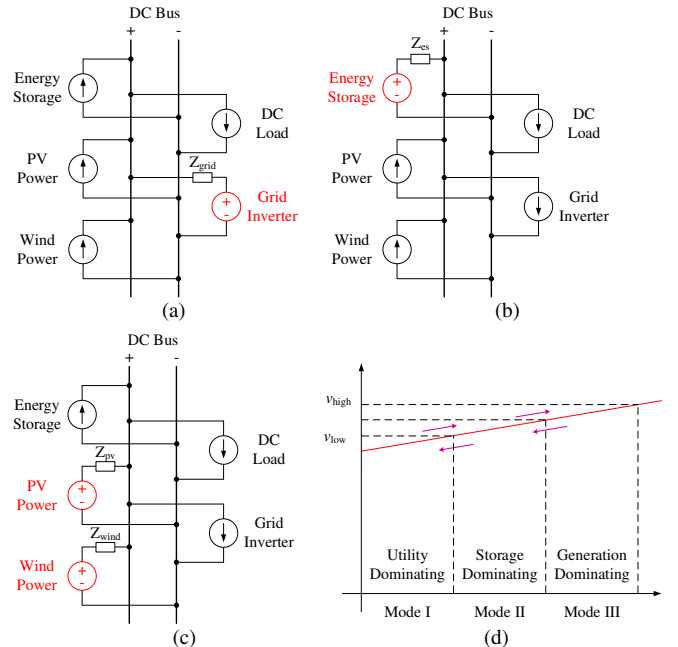 DC Bus
+ -
Energy
Storage
DC
Load
PV
Power
Z_grid
+
-
Grid
Inverter
Wind
Power
(a)
DC Bus
+ -
Z_es
Energy
Storage
+
-
DC
Load
PV
Power
Grid
Inverter
Wind
Power
(b)
DC Bus
+ -
Energy
Storage
DC
Load
Z_pv
PV
Power
+
-
Grid
Inverter
Z_wind
Wind
Power
+
-
(c)
v_high
v_low
Utility
Dominating
Storage
Dominating
Generation
Dominating
Mode I
Mode II
Mode III
(d)